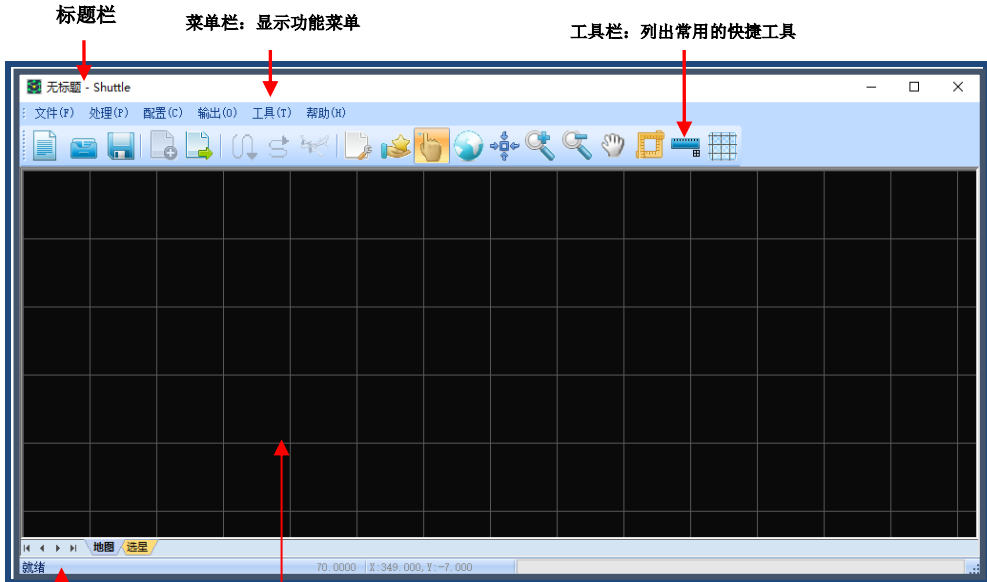 标题栏
菜单栏：显示功能菜单
工具栏：列出常用的快捷工具
无标题 - Shuttle
文件(F) 处理(P) 配置(C) 输出(O) 工具(T) 帮助(H)
地图 选星
就绪 70.0000 X:349.000,Y:-7.000